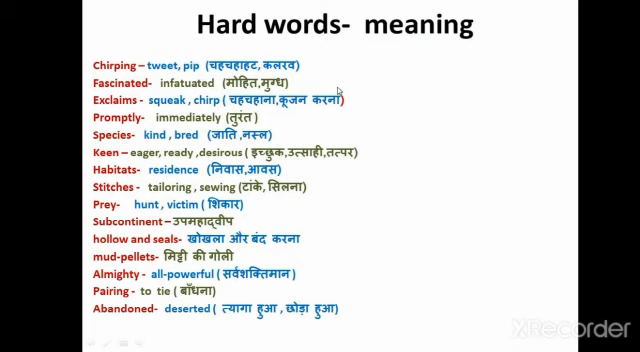 Hard words- meaning
Chirping – tweet, pip (चहचहाहट, कलरव)
Fascinated- infatuated (मोहित,मुग्ध)
Exclaims - squeak , chirp ( चहचहाना,कूजन करना)
Promptly- immediately (तुरंत )
Species- kind , bred (जाति ,नस्ल)
Keen – eager, ready ,desirous ( इच्छुक,उत्साही,तत्पर)
Habitats- residence (निवास ,आवस)
Stitches - tailoring , sewing (टांके, सिलना)
Prey- hunt , victim ( शिकार)
Subcontinent – उपमहाद्वीप
hollow and seals- खोखला और बंद करना
mud-pellets- मिट्टी की गोली
Almighty- all-powerful ( सर्वशक्तिमान )
Pairing - to tie ( बाँधना)
Abandoned- deserted ( त्यागा हुआ , छोड़ा हुआ)
XRecorder